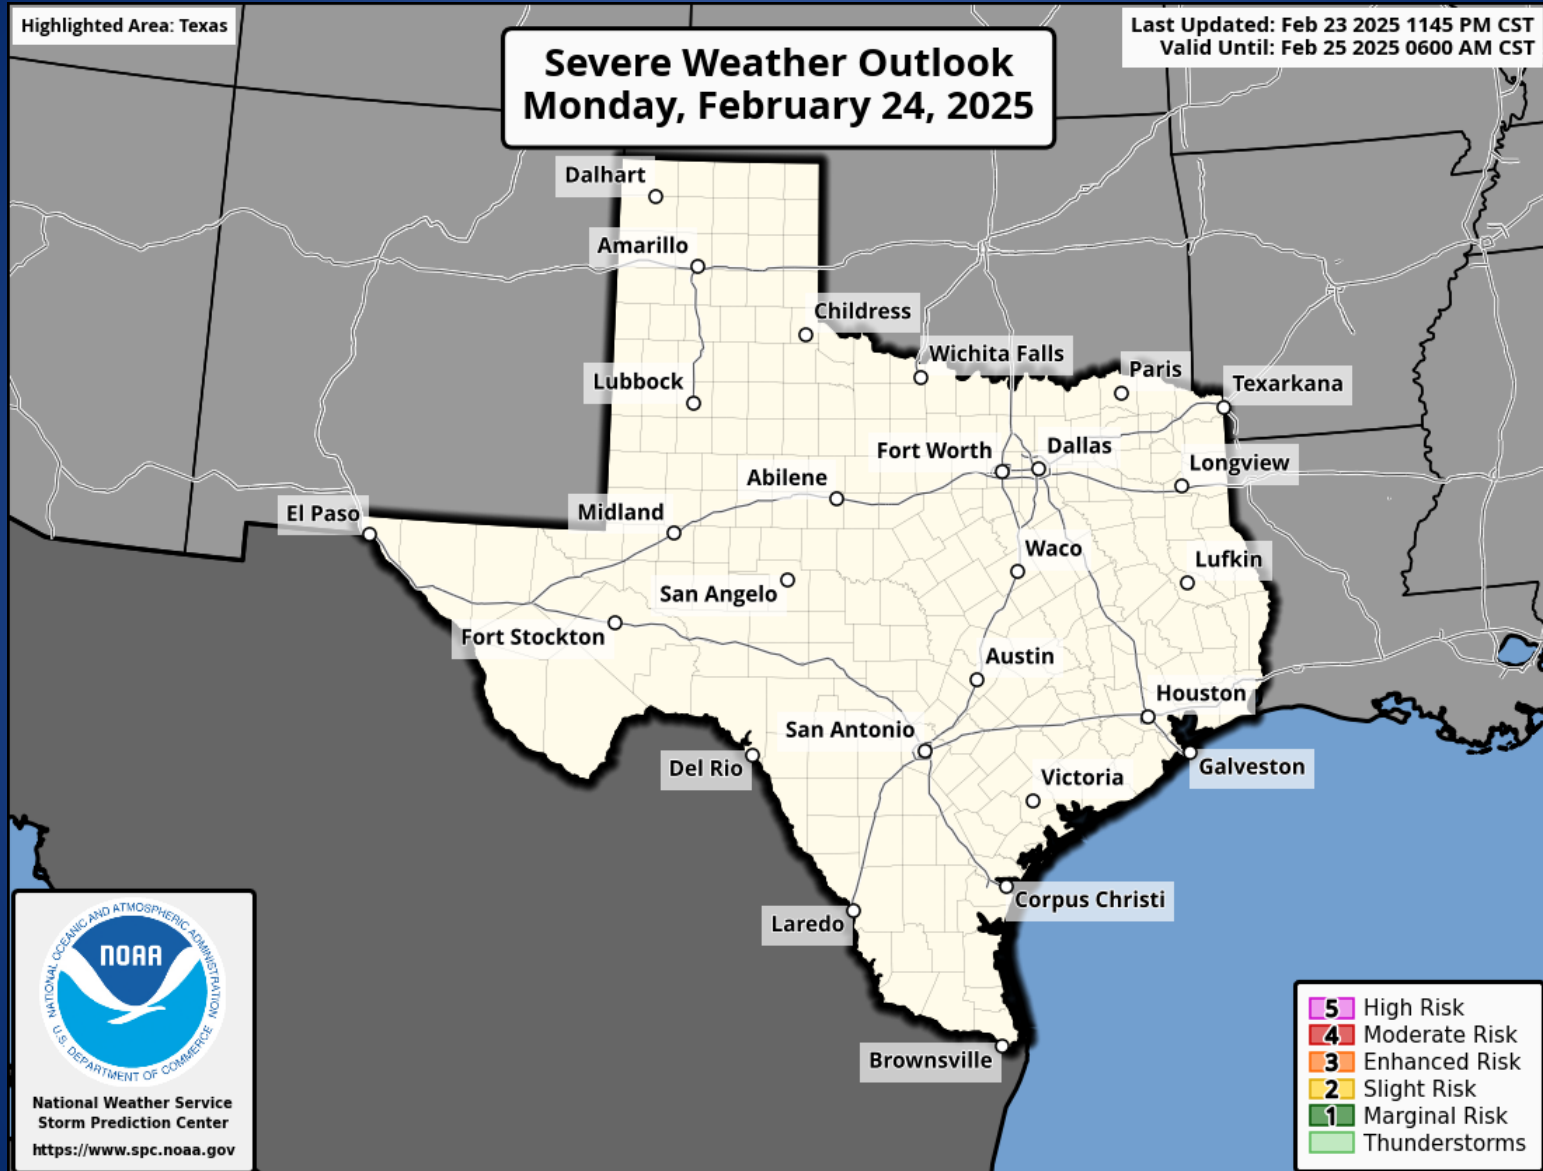 Highlighted Area: Texas
Last Updated: Feb 23 2025 1145 PM CST
Valid Until: Feb 25 2025 0600 AM CST
Severe Weather Outlook
Monday, February 24, 2025
Dalhart
Amarillo
Childress
Wichita Falls
Paris
Texarkana
Lubbock
Fort Worth
Dallas
Longview
Abilene
El Paso
Midland
Waco
Lufkin
San Angelo
Fort Stockton
Austin
Houston
San Antonio
Del Rio
Galveston
Victoria
Corpus Christi
Laredo
Brownsville
NATIONAL OCEANIC AND ATMOSPHERIC ADMINISTRATION
NOAA
U.S. DEPARTMENT OF COMMERCE
National Weather Service
Storm Prediction Center
https://www.spc.noaa.gov
5 High Risk
4 Moderate Risk
3 Enhanced Risk
2 Slight Risk
1 Marginal Risk
Thunderstorms